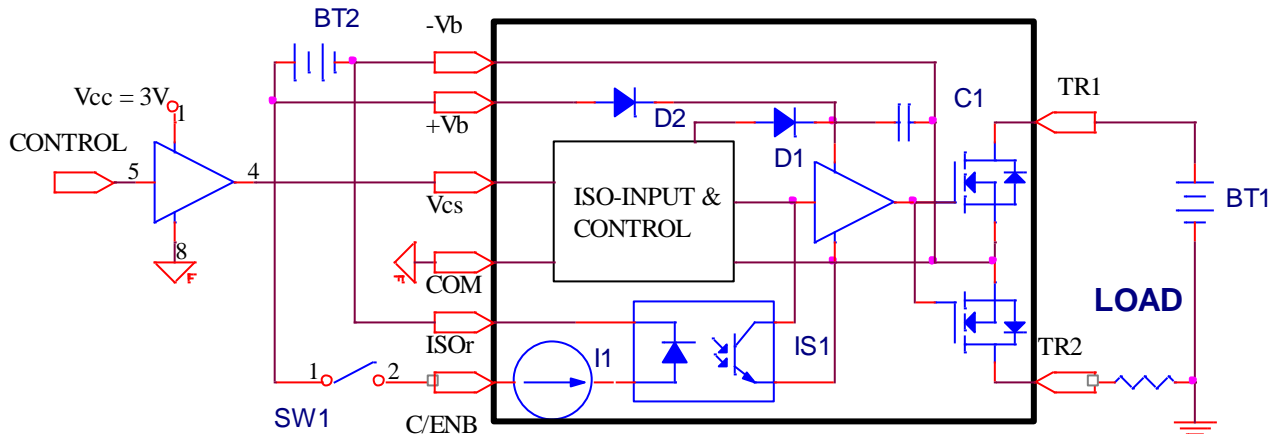 BT2
-Vb
Vcc = 3V
1
+Vb
D2
C1
TR1
CONTROL
5
4
D1
Vcs
ISO-INPUT &
CONTROL
BT1
8
COM
LOAD
ISOr
IS1
TR2
1
2
I1
SW1
C/ENB